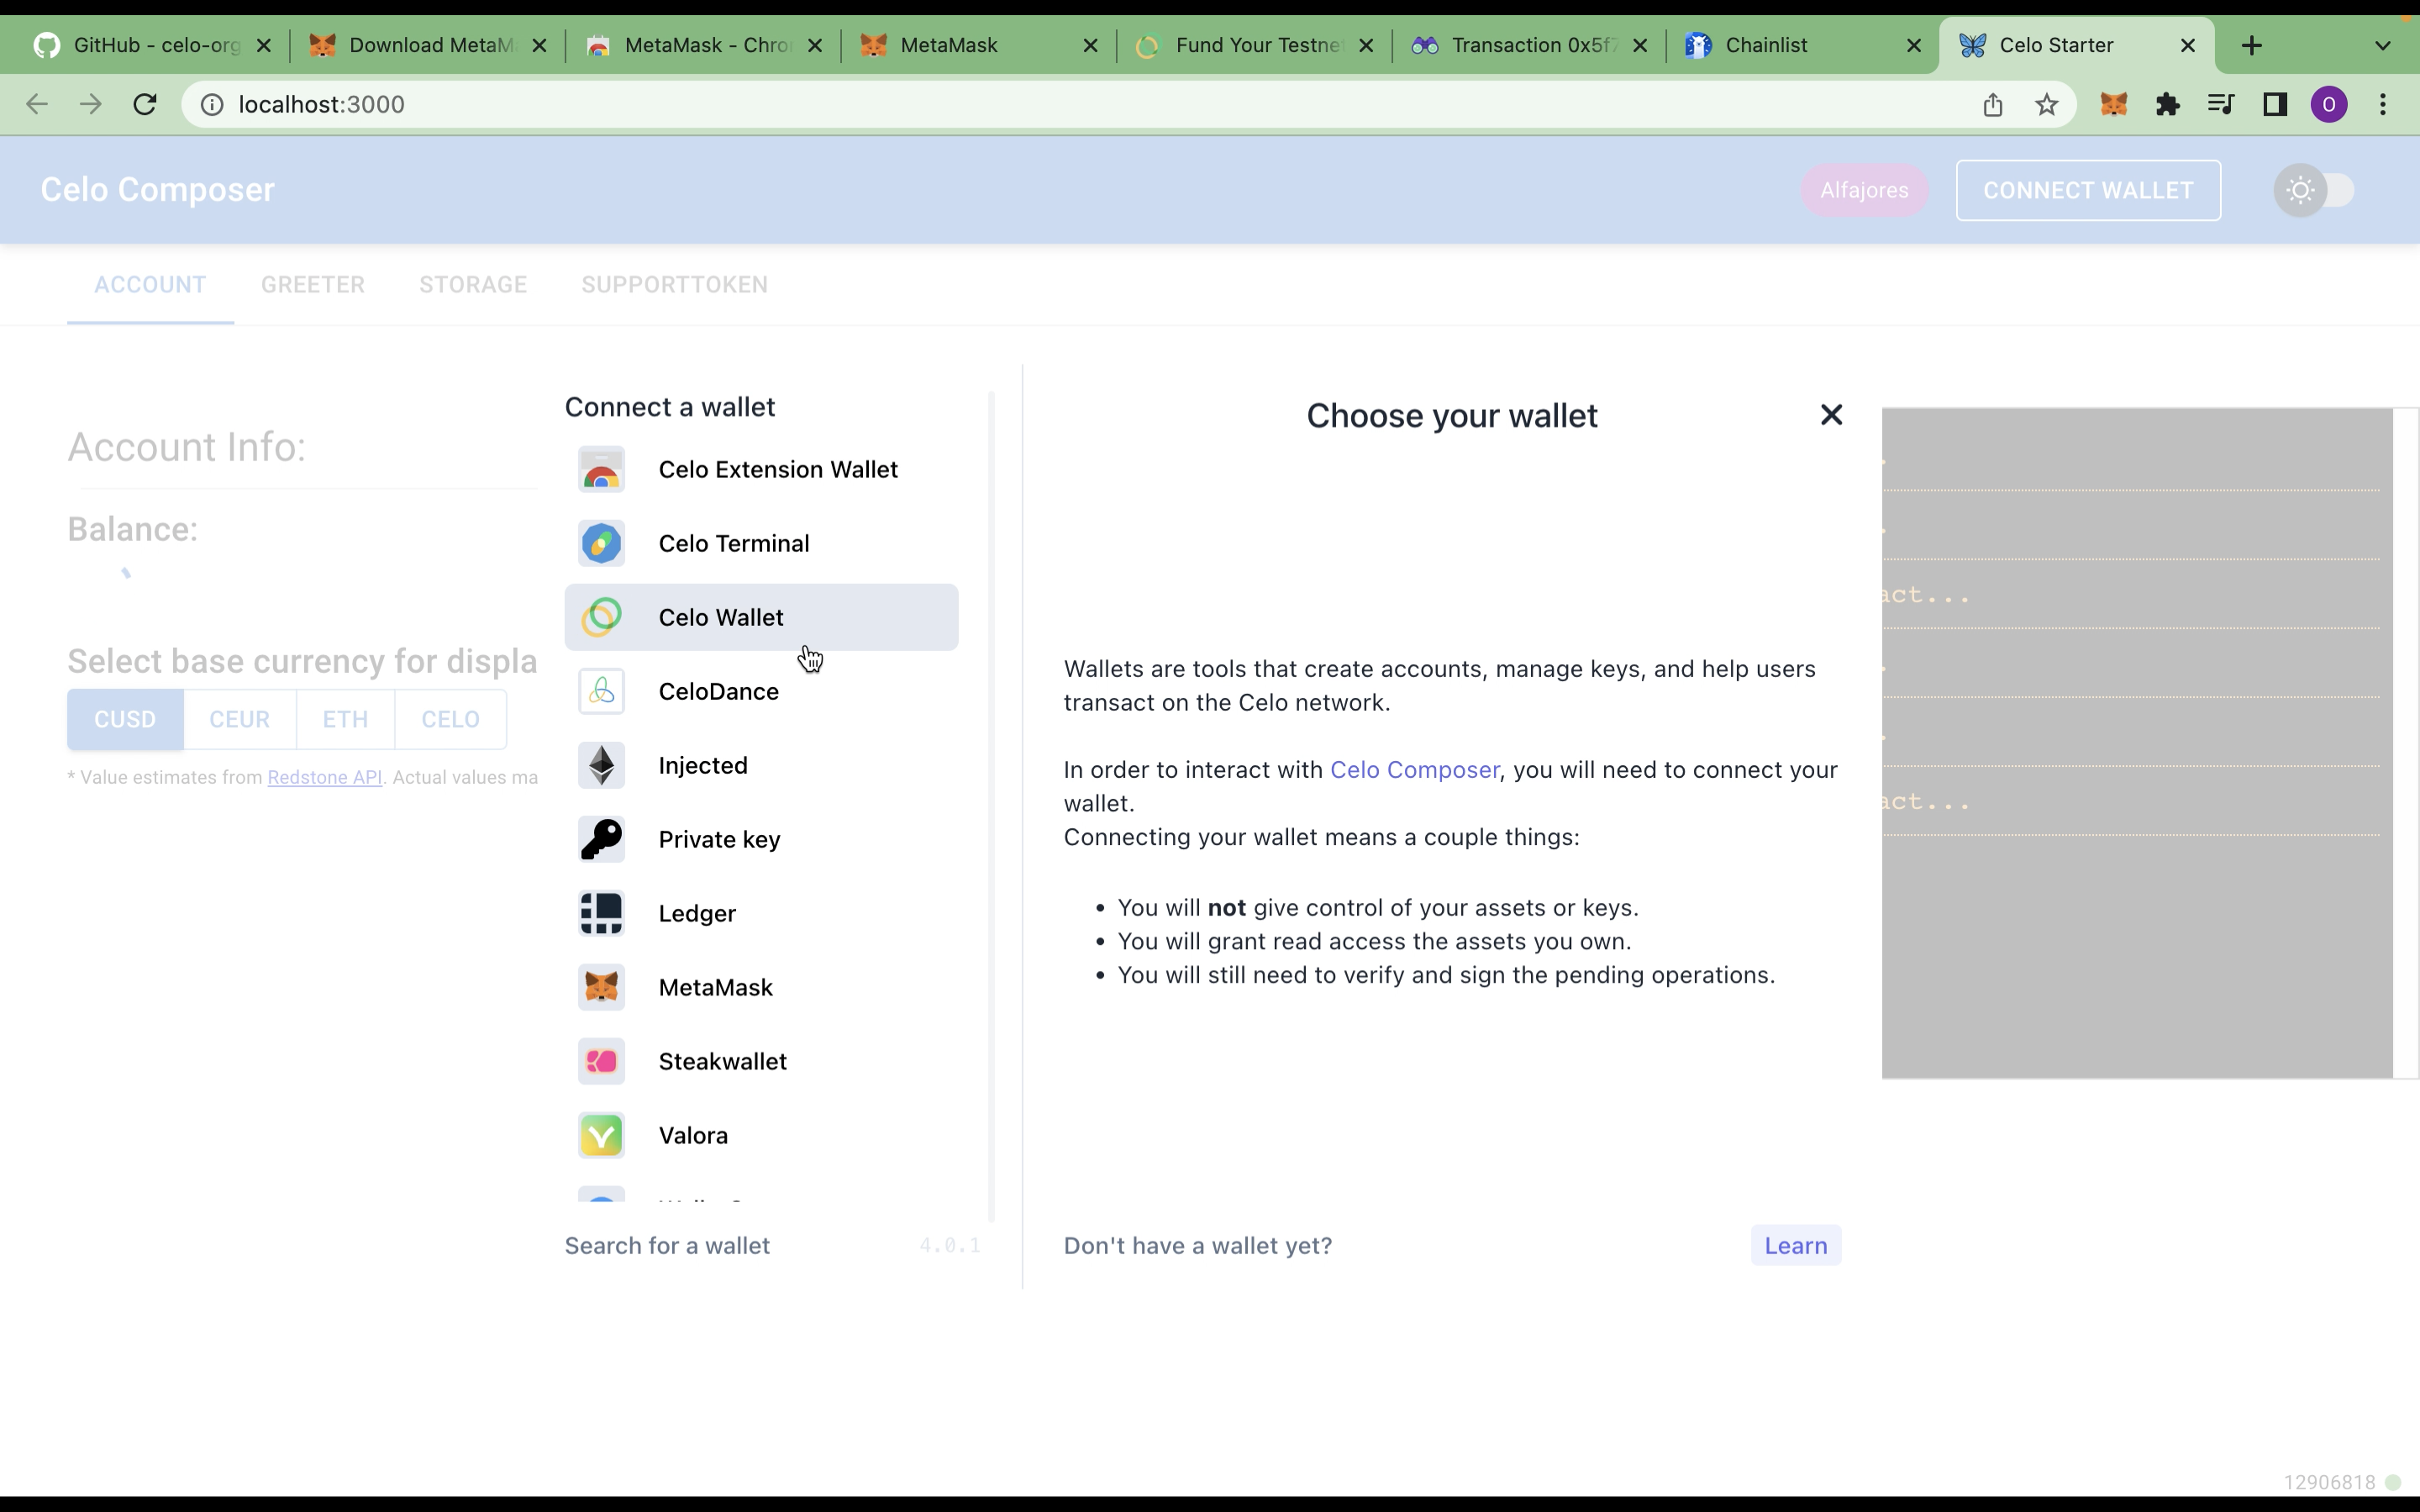 GitHub - celo-org
Download MetaM
MetaMask - Chro
MetaMask
Fund Your Testne
Transaction 0x5f7
Chainlist
Celo Starter
localhost:3000
O
Celo Composer
Alfajores
CONNECT WALLET
ACCOUNT
GREETER
STORAGE
SUPPORTTOKEN
Account Info:
Balance:
Select base currency for displa
CUSD
CEUR
ETH
CELO
* Value estimates from Redstone API. Actual values ma
Connect a wallet
Celo Extension Wallet
Celo Terminal
Celo Wallet
CeloDance
Injected
Private key
Ledger
MetaMask
Steakwallet
Valora
Search for a wallet
4.0.1
Choose your wallet
Wallets are tools that create accounts, manage keys, and help users
transact on the Celo network.
In order to interact with Celo Composer, you will need to connect your
wallet.
Connecting your wallet means a couple things:
• You will not give control of your assets or keys.
• You will grant read access the assets you own.
• You will still need to verify and sign the pending operations.
Don't have a wallet yet?
Learn
act...
act...
12906818